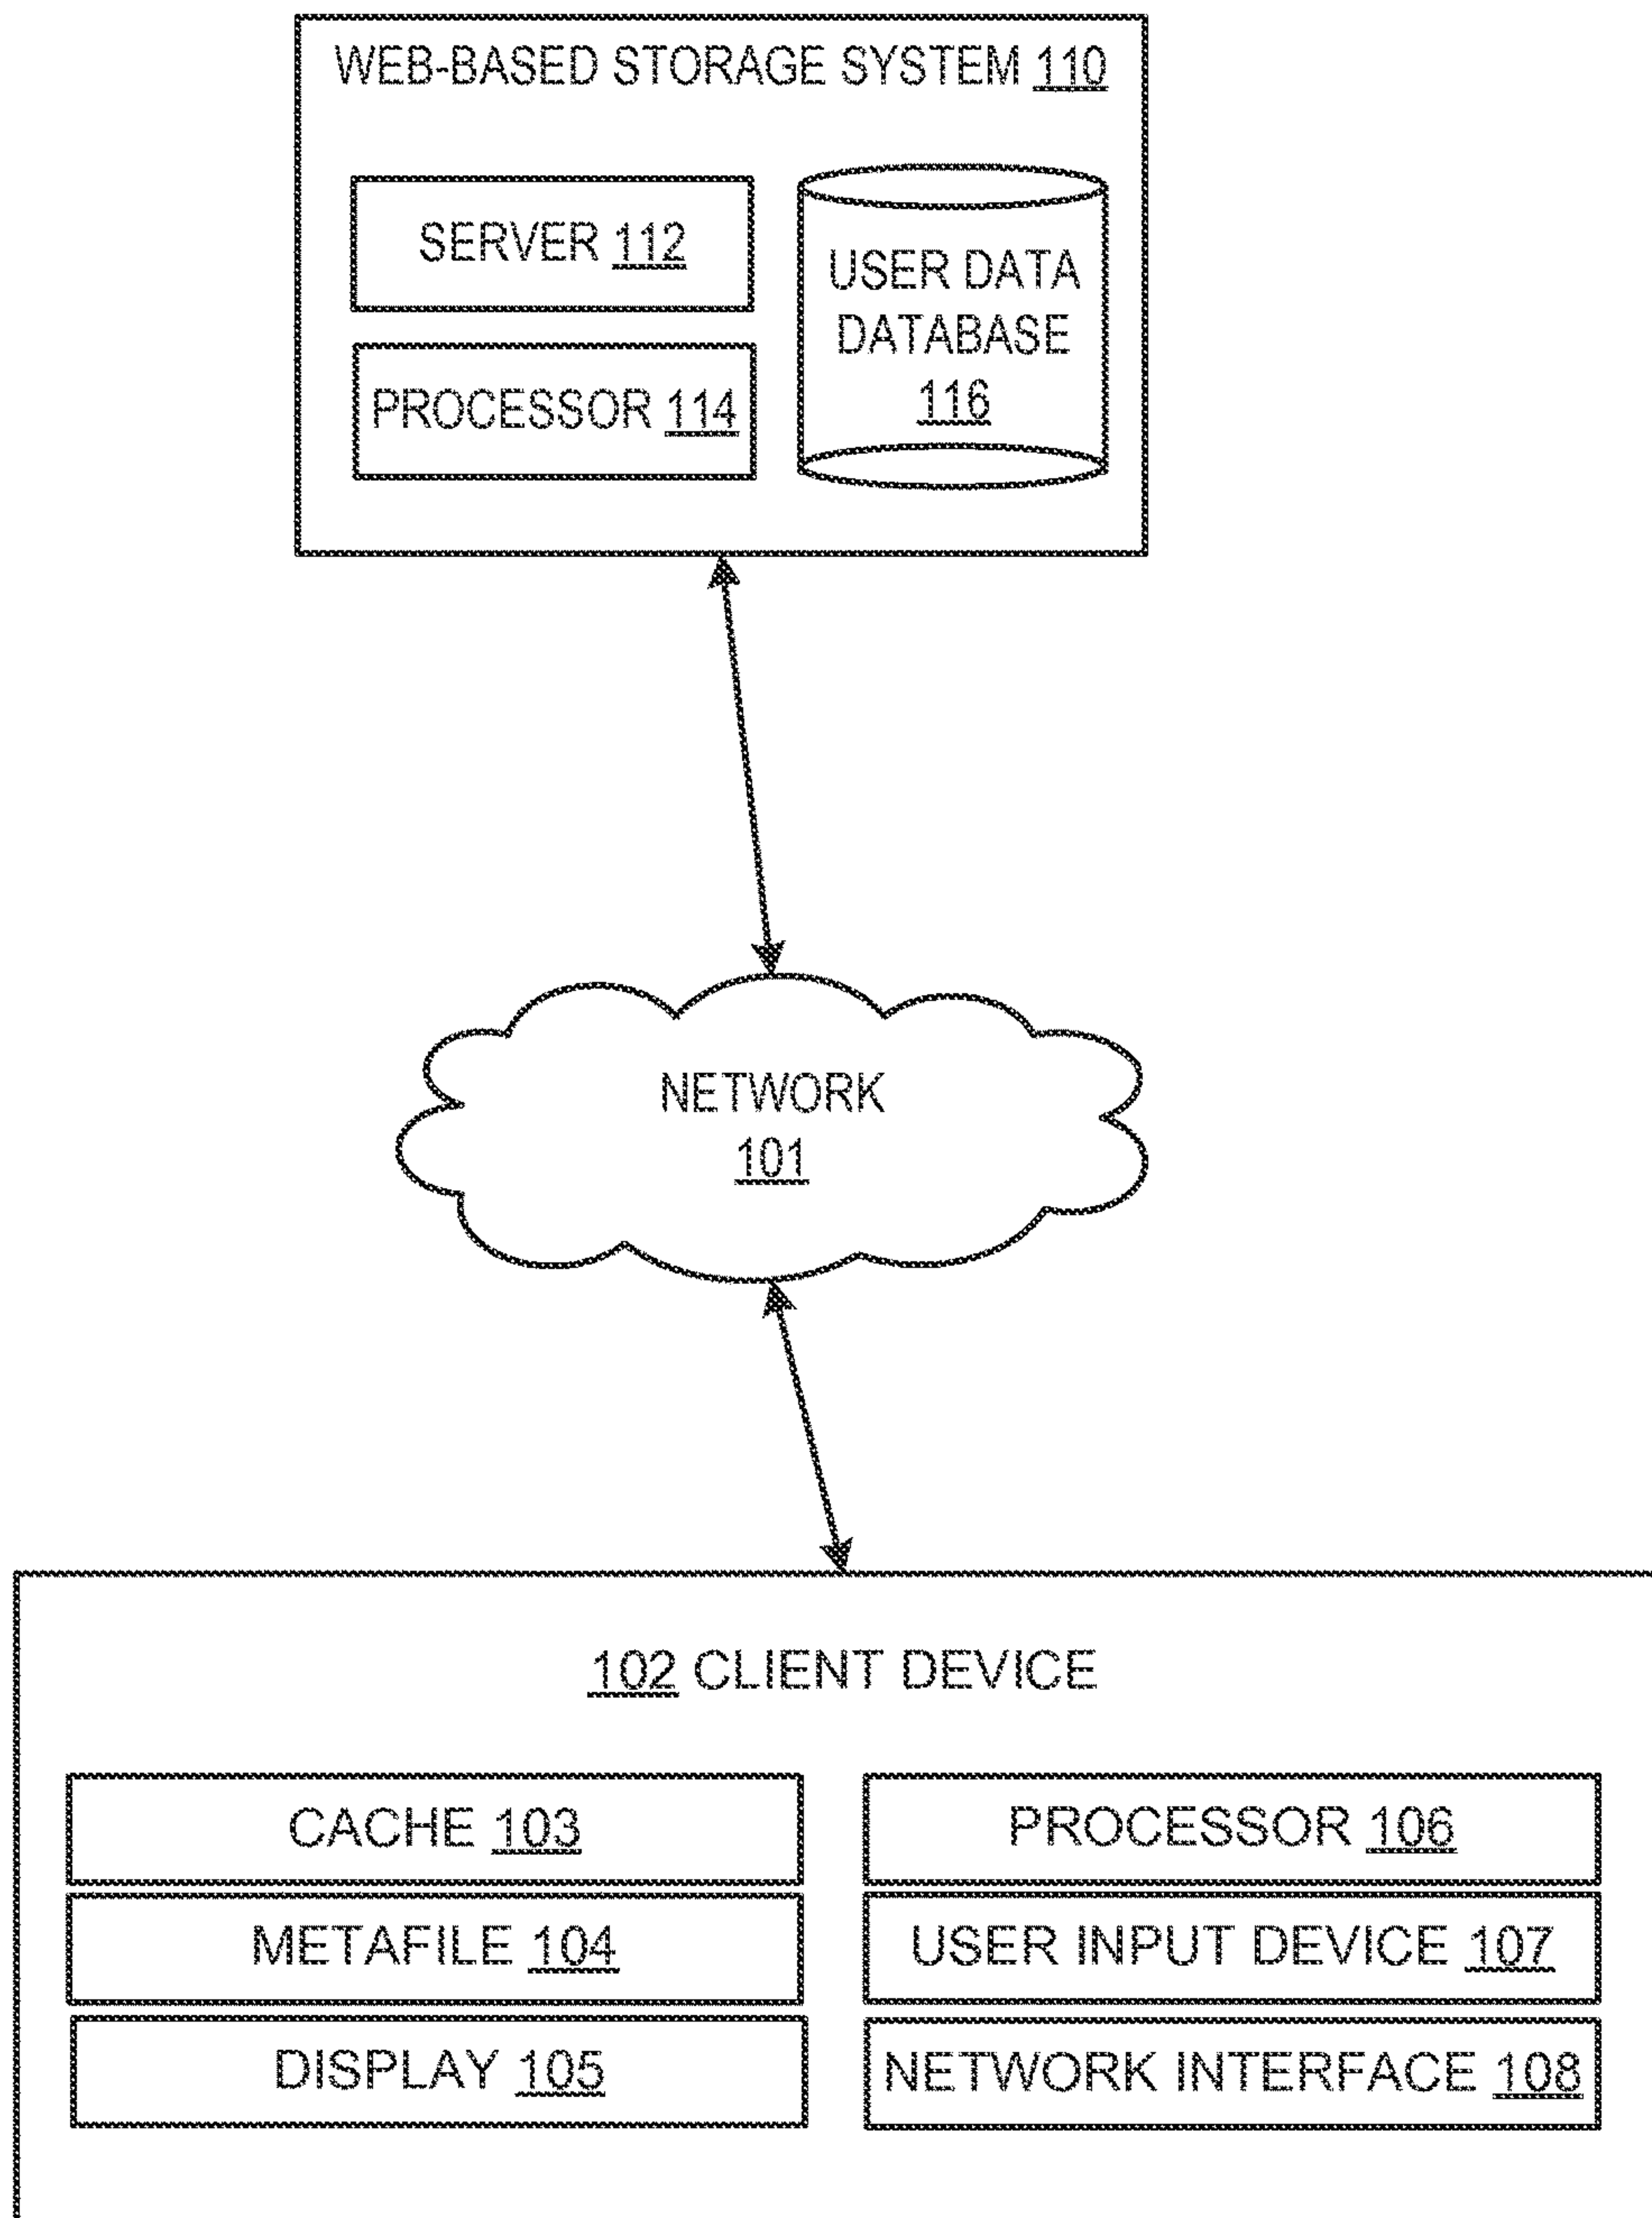 WEB-BASED STORAGE SYSTEM 110
SERVER 112
PROCESSOR 114
USER DATA
DATABASE
116
NETWORK
101
102 CLIENT DEVICE
CACHE 103
METAFILE 104
DISPLAY 105
PROCESSOR 106
USER INPUT DEVICE 107
NETWORK INTERFACE 108